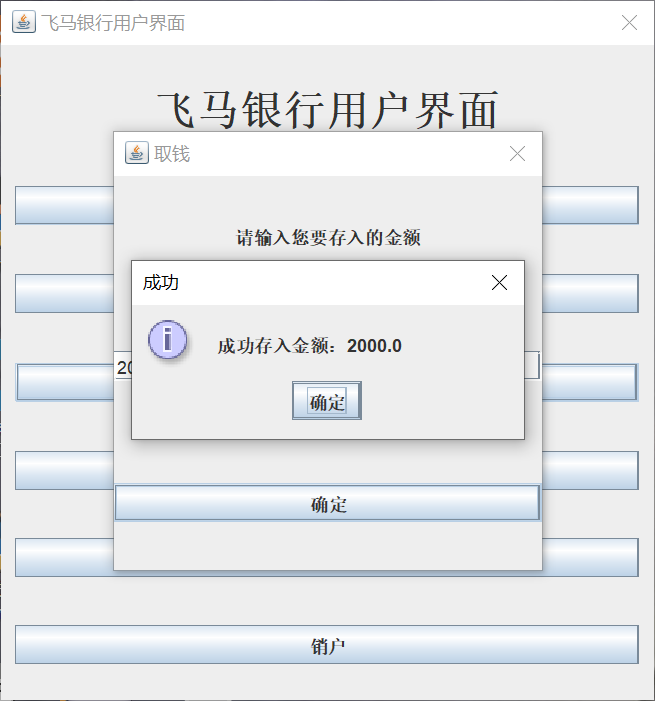 飞马银行用户界面
飞马银行用户界面
取钱
请输入您要存入的金额
成功
成功存入金额：2000.0
确定
确定
销户